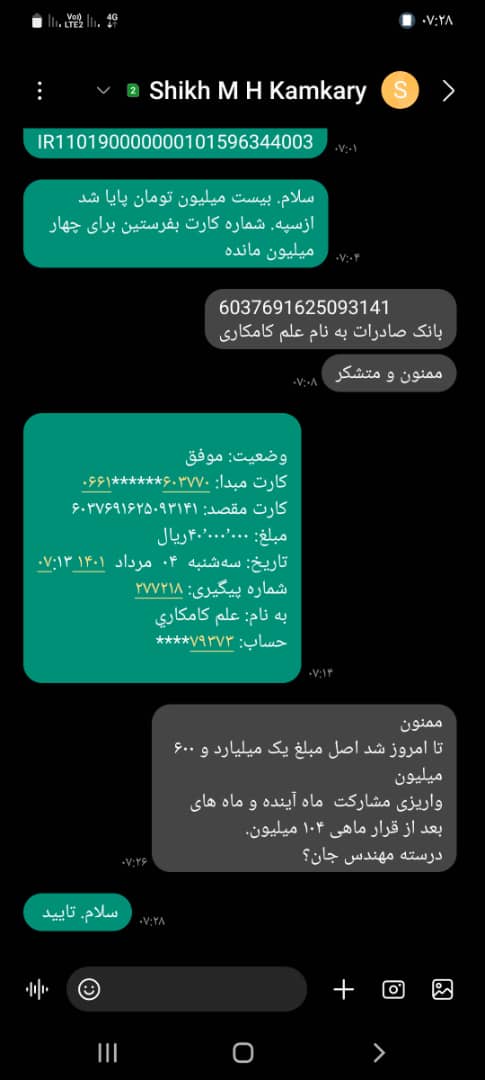 Voj) LTE2 4G ۰۷:۲۸
2 Shikh M H Kamkary S
IR110190000000101596344003
۰۷:۰۱
سلام. بیست میلیون تومان پایا شد
ازسپه. شماره کارت بفرستین برای چهار
میلیون مانده
۰۷:۰۴
6037691625093141
بانک صادرات به نام علم کامکاری
ممنون و متشکر
۰۷:۰۸
وضعیت: موفق
کارت مبدا: ۶۰۳۷۷۰******۰۶۶۱
کارت مقصد: ۶۰۳۷۶۹۱۶۲۵۰۹۳۱۴۱
مبلغ: ۴۰٬۰۰۰٬۰۰۰ریال
تاریخ: سه‌شنبه ۰۴ مرداد ۱۴۰۱ ۰۷:۱۳
شماره پیگیری: ۲۷۷۲۱۸
به نام: علم کامکاري
حساب: ۷۹۳۷۳****
۰۷:۱۴
ممنون
تا امروز شد اصل مبلغ یک میلیارد و ۶۰۰
میلیون
واریزی مشارکت ماه آینده و ماه های
بعد از قرار ماهی ۱۰۴ میلیون.
درسته مهندس جان؟
۰۷:۲۶
سلام. تایید
۰۷:۲۸